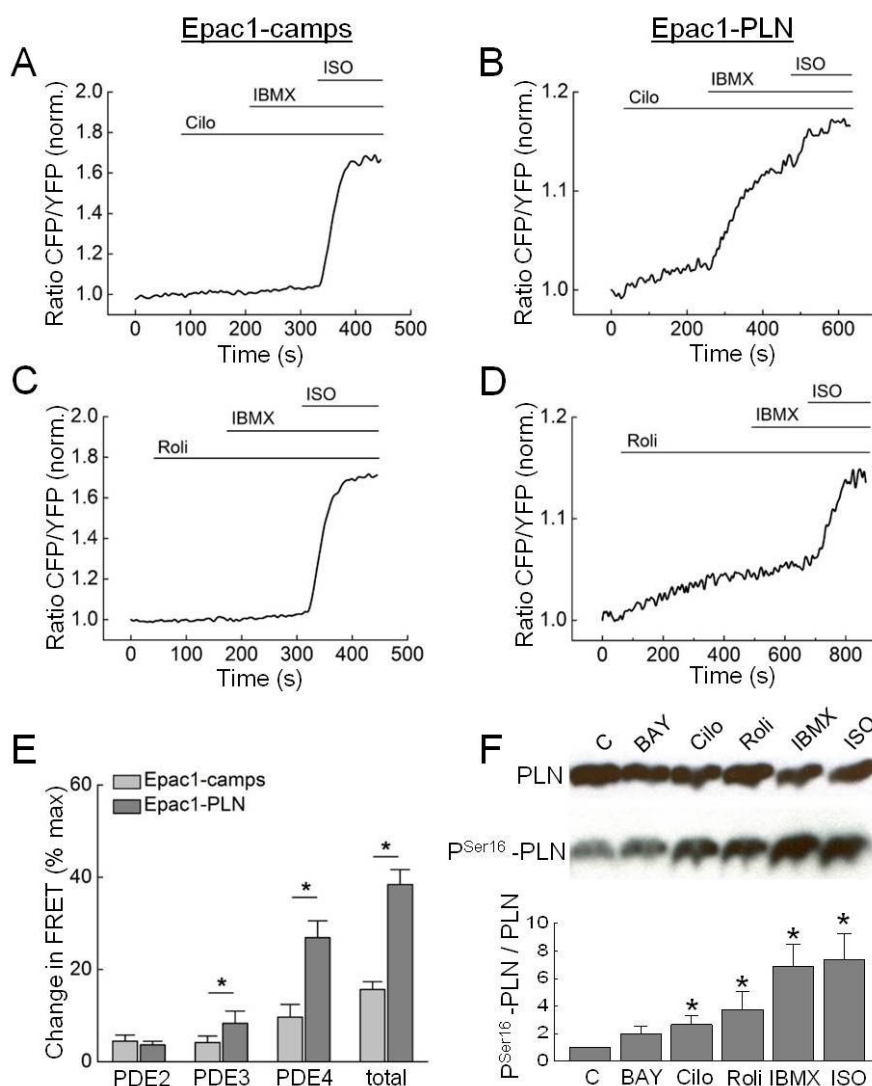 Epac1-camps
Epac1-PLN
A
ISO
IBMX
Cilo
2.0
1.8
1.6
1.4
1.2
1.0
Ratio CFP/YFP (norm.)
0 100 200 300 400 500
Time (s)
B
ISO
IBMX
Cilo
1.2
1.1
1.0
Ratio CFP/YFP (norm.)
0 200 400 600
Time (s)
C
ISO
IBMX
Roli
2.0
1.8
1.6
1.4
1.2
1.0
Ratio CFP/YFP (norm.)
0 100 200 300 400 500
Time (s)
D
ISO
IBMX
Roli
1.2
1.1
1.0
Ratio CFP/YFP (norm.)
0 200 400 600 800
Time (s)
E
Epac1-camps
Epac1-PLN
60
40
20
0
Change in FRET (% max)
* * *
PDE2 PDE3 PDE4 total
F
C BAY Cilo Roli IBMX ISO
PLN
PSer16-PLN
10
8
6
4
2
0
PSer16-PLN / PLN
* * * *
C BAY Cilo Roli IBMX ISO